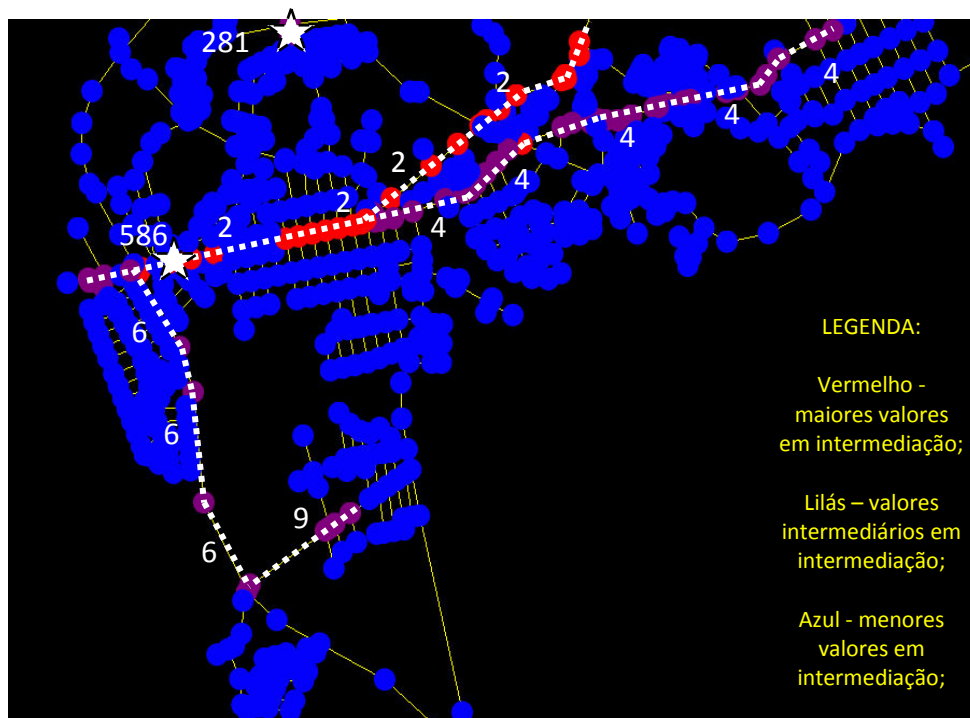 281
2
4
2
4
4
4
586
2
2
4
6
LEGENDA:
Vermelho -
maiores valores
em intermediação;
6
Lilás – valores
intermediários em
intermediação;
9
6
Azul - menores
valores em
intermediação;